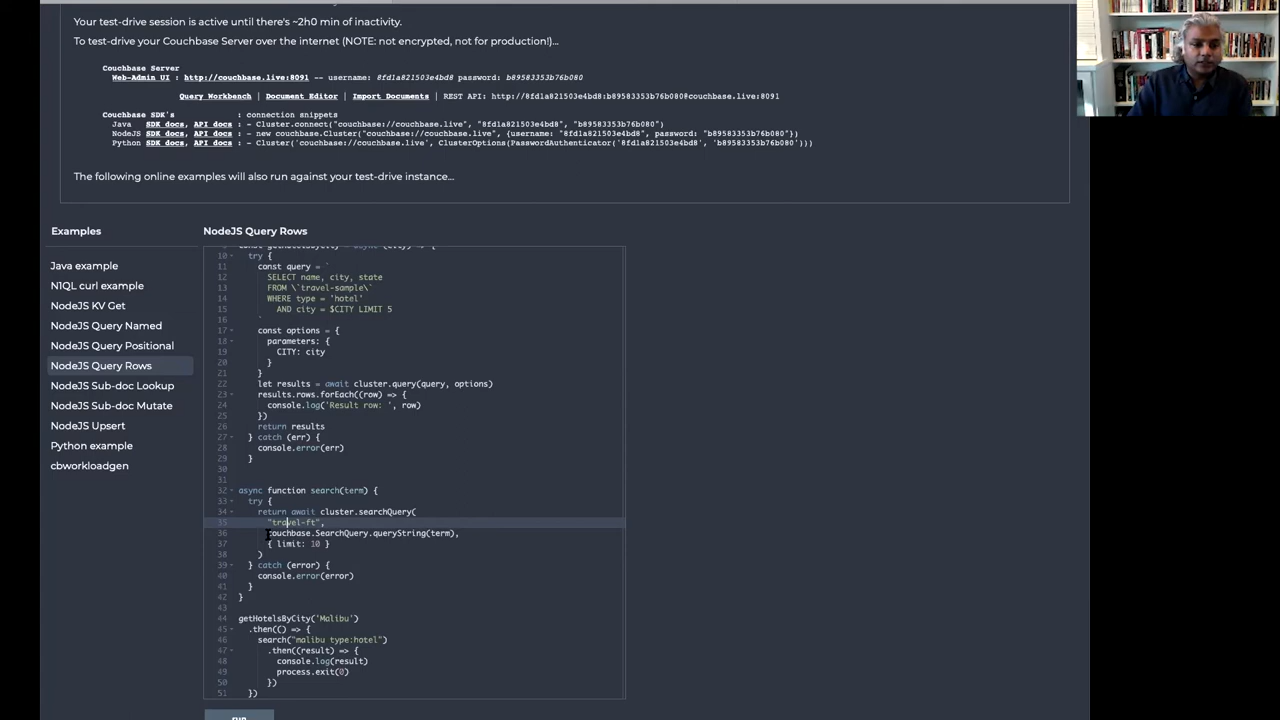 Your test-drive session is active until there's ~2h0 min of inactivity.
To test-drive your Couchbase Server over the internet (NOTE: not encrypted, not for production!)...
Couchbase Server
Web-Admin UI : http://couchbase.live:8091 -- username: 8fd1a821503e4bd8 password: b89583353b76b080
Query Workbench | Document Editor | Import Documents | REST API: http://8fd1a821503e4bd8:b89583353b76b080@couchbase.live:8091
Couchbase SDK's : connection snippets
Java SDK docs, API docs : - Cluster.connect("couchbase.live", "8fd1a821503e4bd8", "b89583353b76b080")
NodeJS SDK docs, API docs : - new couchbase.Cluster("couchbase.live", {username: "8fd1a821503e4bd8", password: "b89583353b76b080"})
Python SDK docs, API docs : - Cluster('couchbase://couchbase.live', ClusterOptions(PasswordAuthenticator('8fd1a821503e4bd8', 'b89583353b76b080')))
The following online examples will also run against your test-drive instance...
Examples
Java example
N1QL curl example
NodeJS KV Get
NodeJS Query Named
NodeJS Query Positional
NodeJS Query Rows
NodeJS Sub-doc Lookup
NodeJS Sub-doc Mutate
NodeJS Upsert
Python example
cbworkloadgen
NodeJS Query Rows
9 const getHotelsByCity = async (city) => {
10 try {
11 const query = `
12 SELECT name, city, state
13 FROM \`travel-sample\`
14 WHERE type = 'hotel'
15 AND city = $CITY LIMIT 5
16 `
17 const options = {
18 parameters: {
19 CITY: city
20 }
21 }
22 let results = await cluster.query(query, options)
23 results.rows.forEach((row) => {
24 console.log('Result row: ', row)
25 })
26 return results
27 } catch (err) {
28 console.error(err)
29 }
30
31
32 async function search(term) {
33 try {
34 return await cluster.searchQuery(
35 "travel-ft",
36 couchbase.SearchQuery.queryString(term),
37 { limit: 10 }
38 )
39 } catch (error) {
40 console.error(error)
41 }
42 }
43
44 getHotelsByCity('Malibu')
45 .then(() => {
46 search("malibu type:hotel")
47 .then((result) => {
48 console.log(result)
49 process.exit(0)
50 })
51 })